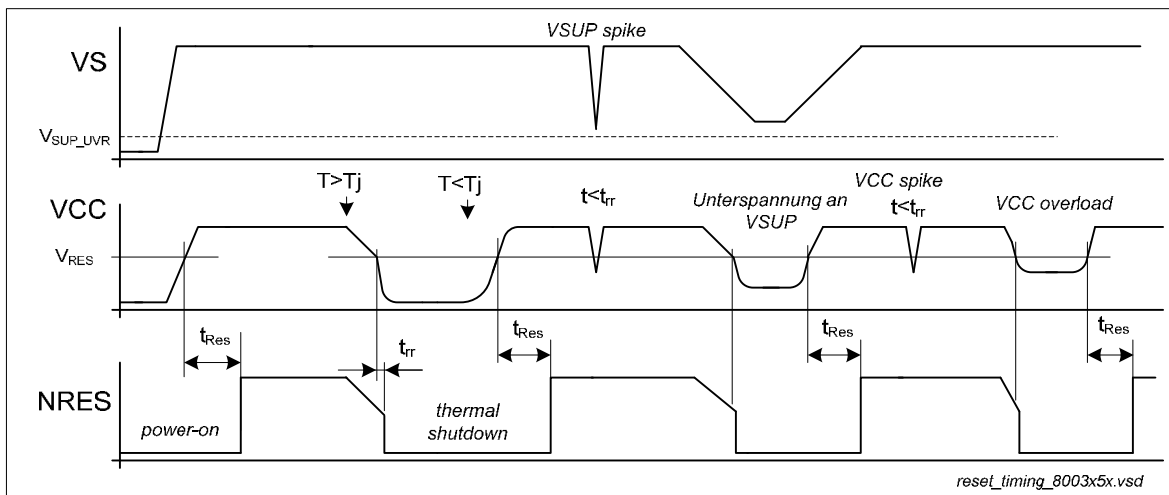 VSUP spike
VS
VSUP_UVR
T>Tj
T<Tj
t<trr
Unterspannung an
VSUP
VCC spike
t<trr
VCC overload
VCC
VRES
tRes
trr
tRes
tRes
tRes
NRES
power-on
thermal
shutdown
reset_timing_8003x5x.vsd